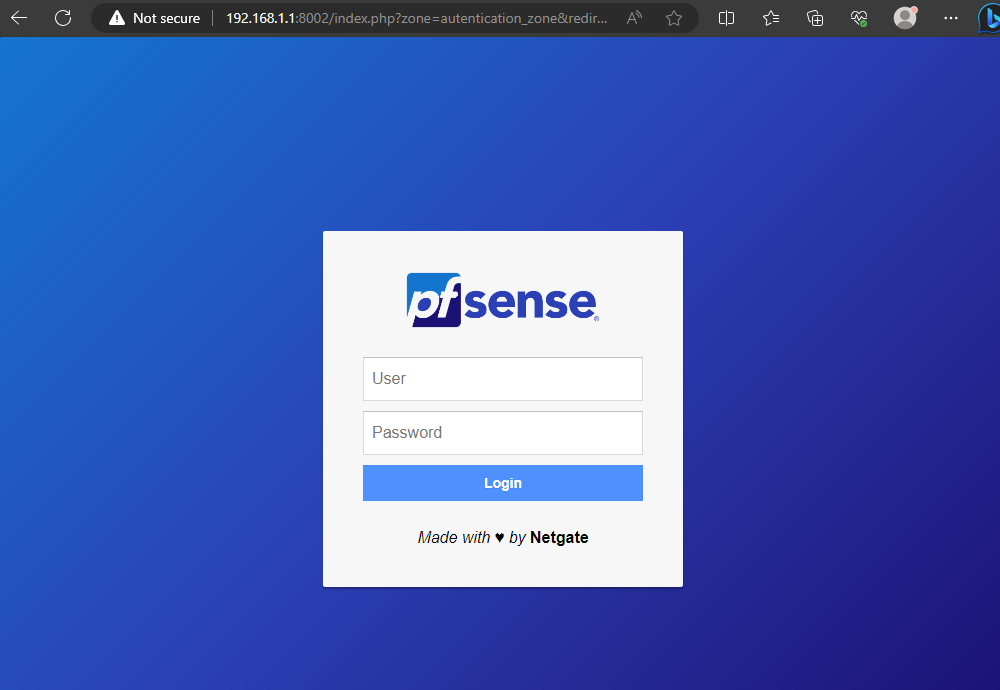 Not secure 192.168.1.1:8002/index.php?zone=autentication_zone&redir...
pfsense®
User
Password
Login
Made with ♥ by Netgate